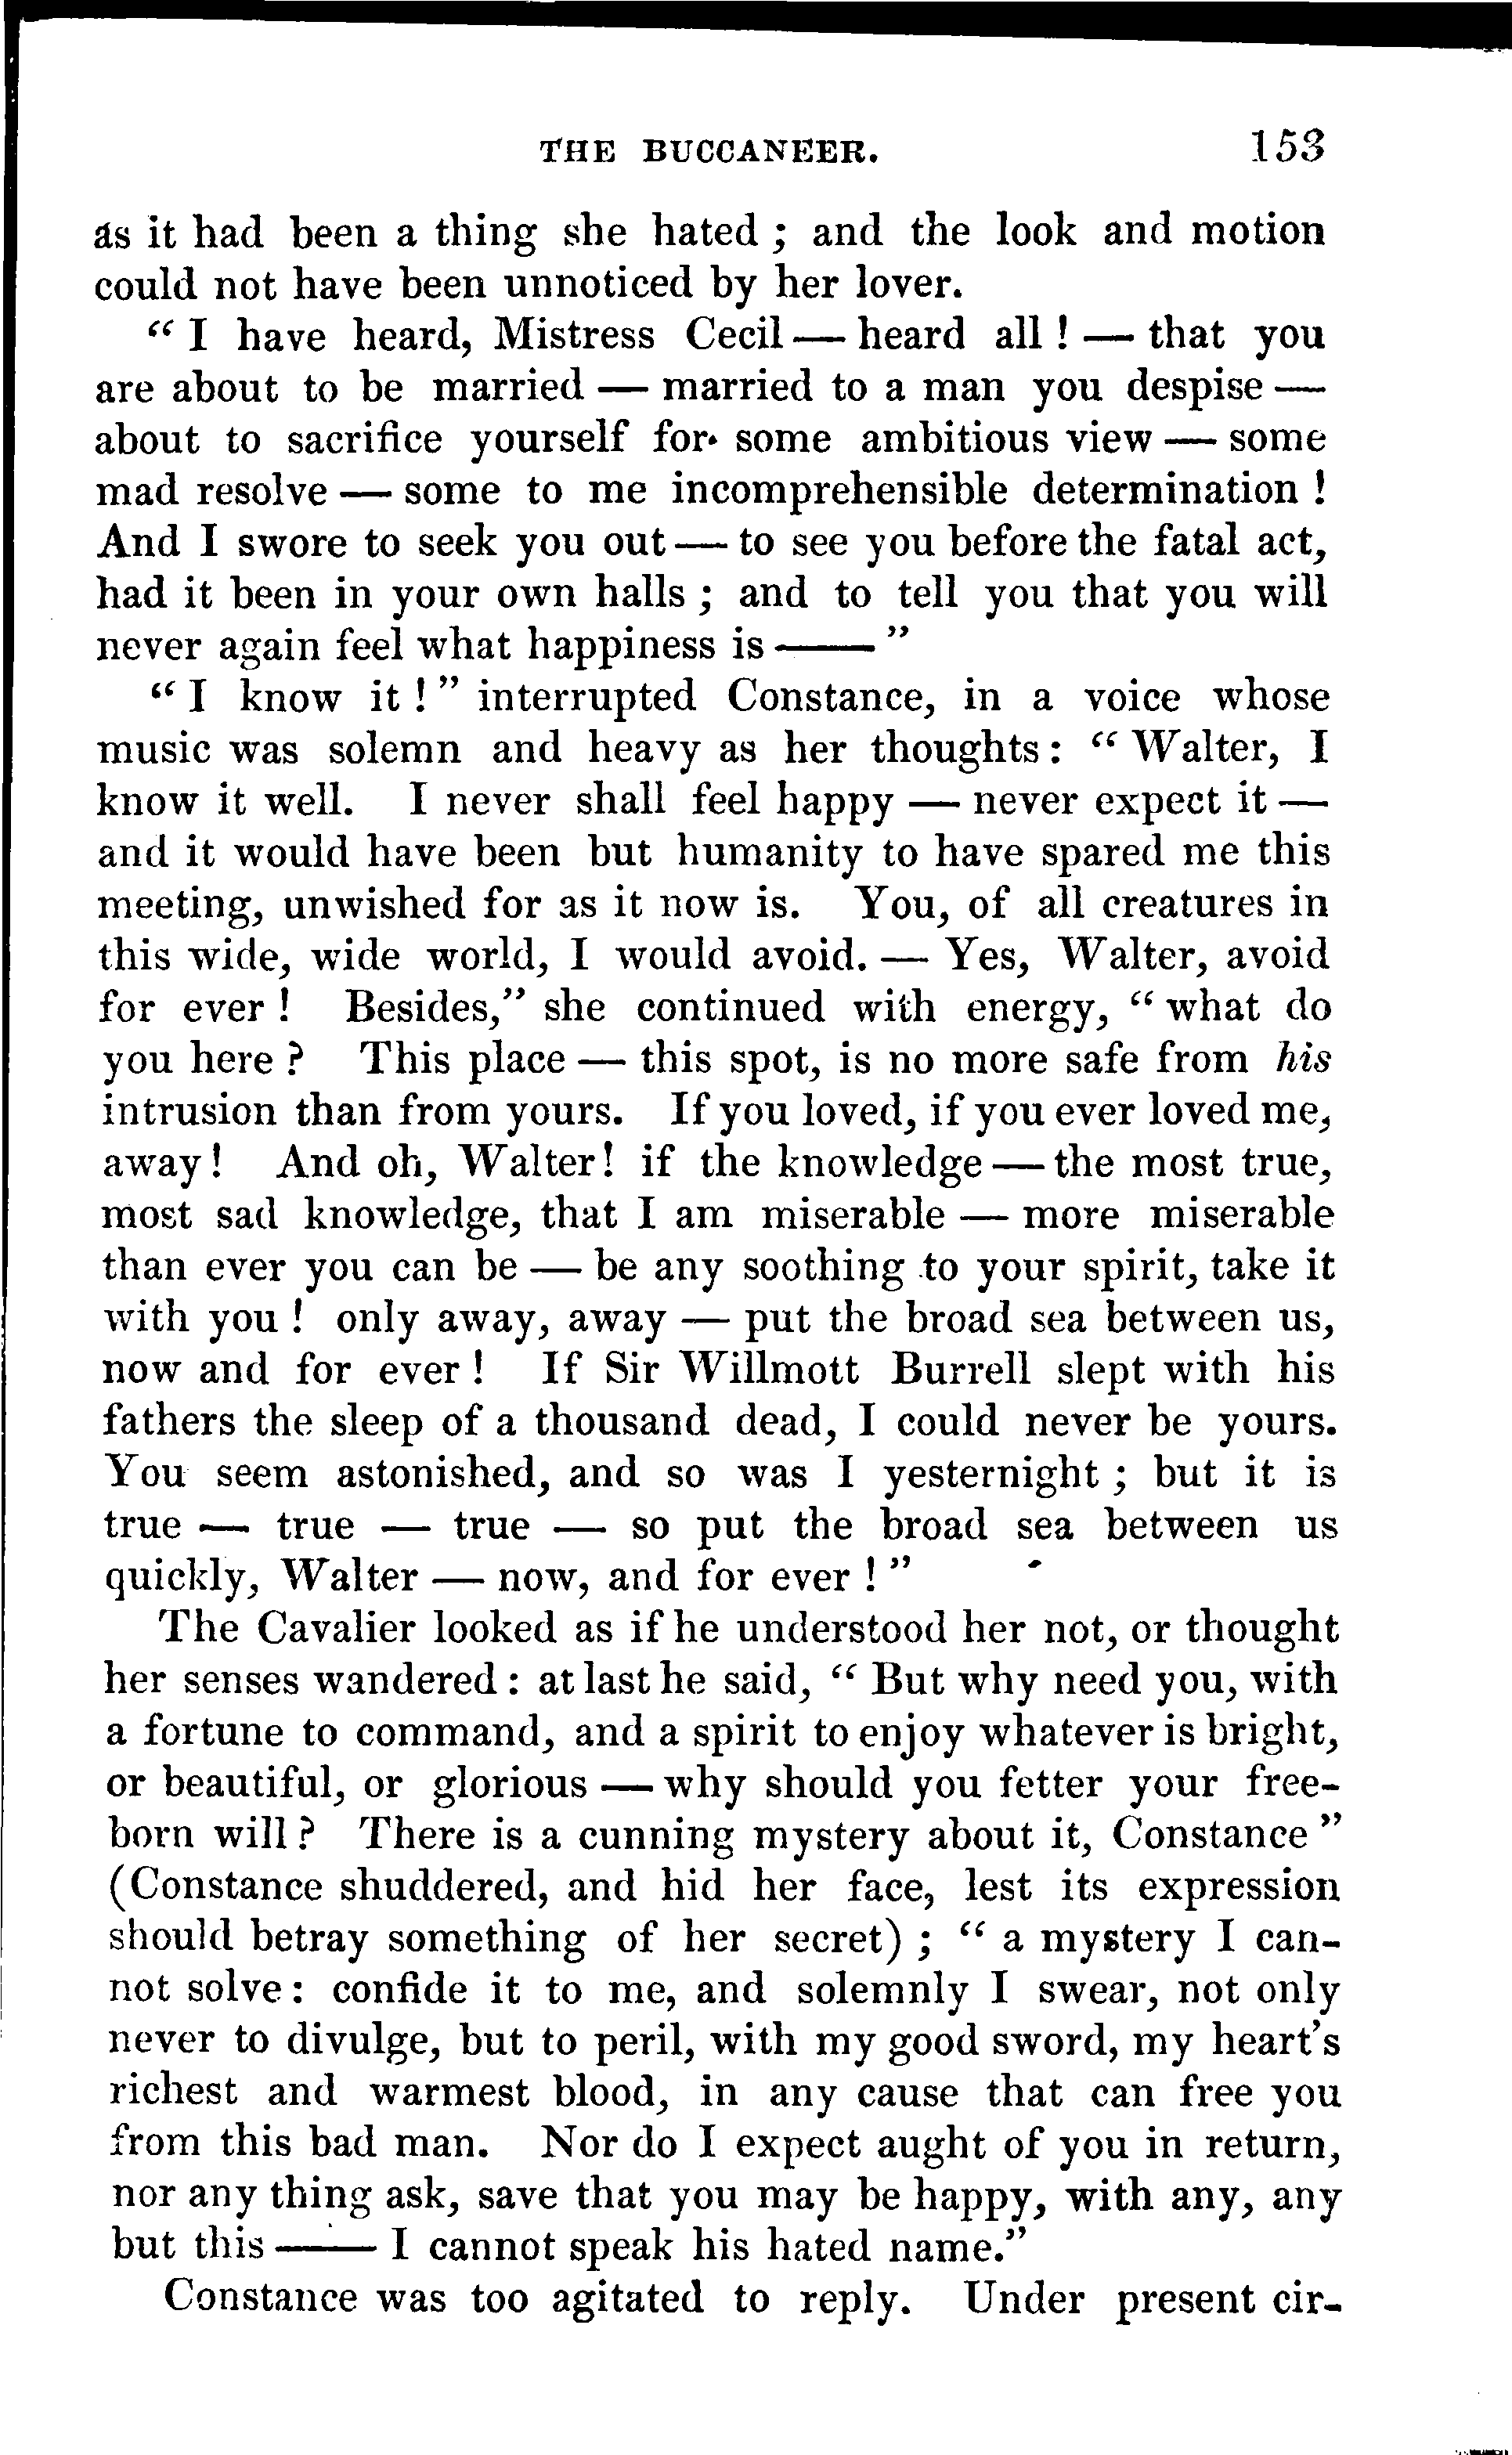 THE BUCCANEER. 153
as it had been a thing she hated ; and the look and motion
could not have been unnoticed by her lover.
“ I have heard, Mistress Cecil — heard all ! — that you
are about to be married — married to a man you despise —
about to sacrifice yourself for some ambitious view — some
mad resolve — some to me incomprehensible determination !
And I swore to seek you out — to see you before the fatal act,
had it been in your own halls ; and to tell you that you will
never again feel what happiness is —— ”
“ I know it ! ” interrupted Constance, in a voice whose
music was solemn and heavy as her thoughts : “ Walter, I
know it well. I never shall feel happy — never expect it —
and it would have been but humanity to have spared me this
meeting, unwished for as it now is. You, of all creatures in
this wide, wide world, I would avoid. — Yes, Walter, avoid
for ever ! Besides,” she continued with energy, “ what do
you here ? This place — this spot, is no more safe from his
intrusion than from yours. If you loved, if you ever loved me,
away ! And oh, Walter! if the knowledge — the most true,
most sad knowledge, that I am miserable — more miserable
than ever you can be — be any soothing to your spirit, take it
with you ! only away, away — put the broad sea between us,
now and for ever ! If Sir Willmott Burrell slept with his
fathers the sleep of a thousand dead, I could never be yours.
You seem astonished, and so was I yesternight ; but it is
true — true — true — so put the broad sea between us
quickly, Walter — now, and for ever ! ”
The Cavalier looked as if he understood her not, or thought
her senses wandered : at last he said, “ But why need you, with
a fortune to command, and a spirit to enjoy whatever is bright,
or beautiful, or glorious — why should you fetter your free-
born will ? There is a cunning mystery about it, Constance ”
(Constance shuddered, and hid her face, lest its expression
should betray something of her secret) ; “ a mystery I can-
not solve : confide it to me, and solemnly I swear, not only
never to divulge, but to peril, with my good sword, my heart’s
richest and warmest blood, in any cause that can free you
from this bad man. Nor do I expect aught of you in return,
nor any thing ask, save that you may be happy, with any, any
but this —— I cannot speak his hated name.”
Constance was too agitated to reply. Under present cir-